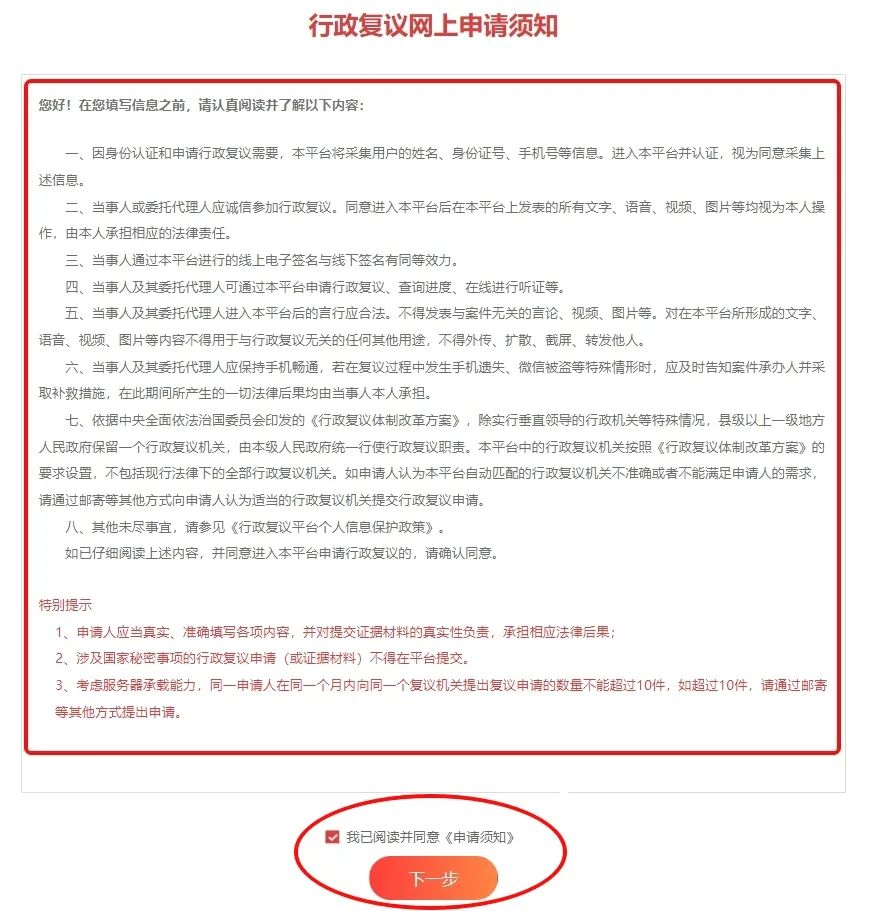 行政复议网上申请须知
您好！在您填写信息之前，请认真阅读并了解以下内容：
一、因身份认证和申请行政复议需要，本平台将采集用户的姓名、身份证号、手机号等信息。进入本平台并认证，视为同意采集上
述信息。
二、当事人或委托代理人应诚信参加行政复议。同意进入本平台后在本平台上发表的所有文字、语音、视频、图片等均视为本人操
作，由本人承担相应的法律责任。
三、当事人通过本平台进行的线上电子签名与线下签名有同等效力。
四、当事人及其委托代理人可通过本平台申请行政复议、查询进度、在线进行听证等。
五、当事人及其委托代理人进入本平台后的言行应合法。不得发表与案件无关的言论、视频、图片等。对在本平台所形成的文字、
语音、视频、图片等内容不得用于与行政复议无关的任何其他用途，不得外传、扩散、截屏、转发他人。
六、当事人及其委托代理人应保持手机畅通，若在复议过程中发生手机遗失、微信被盗等特殊情形时，应及时告知案件承办人并采
取补救措施，在此期间所产生的一切法律后果均由当事人本人承担。
七、依据中央全面依法治国委员会印发的《行政复议体制改革方案》，除实行垂直领导的行政机关等特殊情况，县级以上一级地方
人民政府保留一个行政复议机关，由本级人民政府统一行使行政复议职责。本平台中的行政复议机关按照《行政复议体制改革方案》的
要求设置，不包括现行法律下的全部行政复议机关。如申请人认为本平台自动匹配的行政复议机关不准确或者不能满足申请人的需求，
请通过邮寄等其他方式向申请人认为适当的行政复议机关提交行政复议申请。
八、其他未尽事宜，请参见《行政复议平台个人信息保护政策》。
如已仔细阅读上述内容，并同意进入本平台申请行政复议的，请确认同意。
特别提示
1、申请人应当真实、准确填写各项内容，并对提交证据材料的真实性负责，承担相应法律后果；
2、涉及国家秘密事项的行政复议申请（或证据材料）不得在平台提交。
3、考虑服务器承载能力，同一申请人在同一个月内向同一个复议机关提出复议申请的数量不能超过10件，如超过10件，请通过邮寄
等其他方式提出申请。
我已阅读并同意《申请须知》
下一步